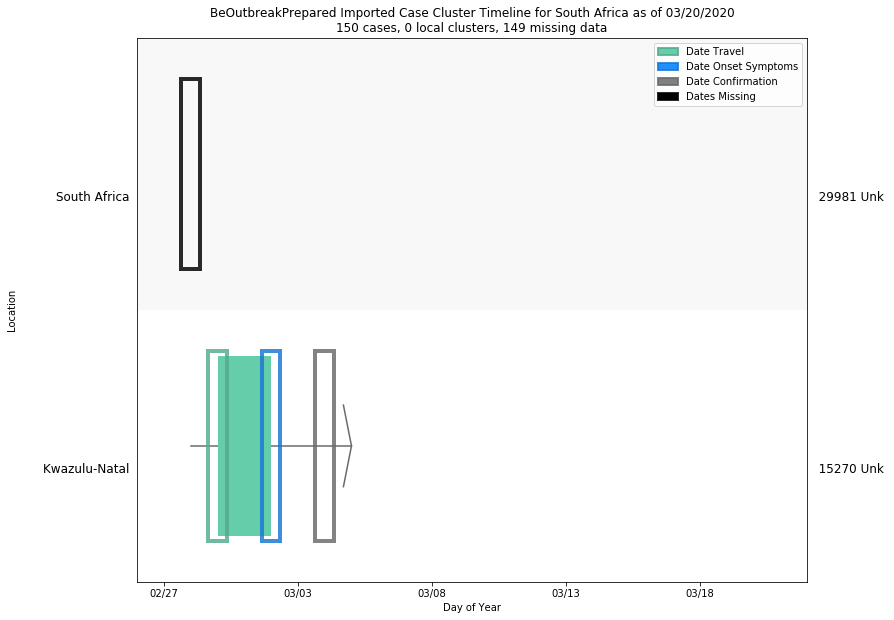 BeOutbreakPrepared Imported Case Cluster Timeline for South Africa as of 03/20/2020
150 cases, 0 local clusters, 149 missing data
Date Travel
Date Onset Symptoms
Date Confirmation
Dates Missing
South Africa
29981 Unk
Location
Kwazulu-Natal
15270 Unk
02/27
03/03
03/08
03/13
03/18
Day of Year